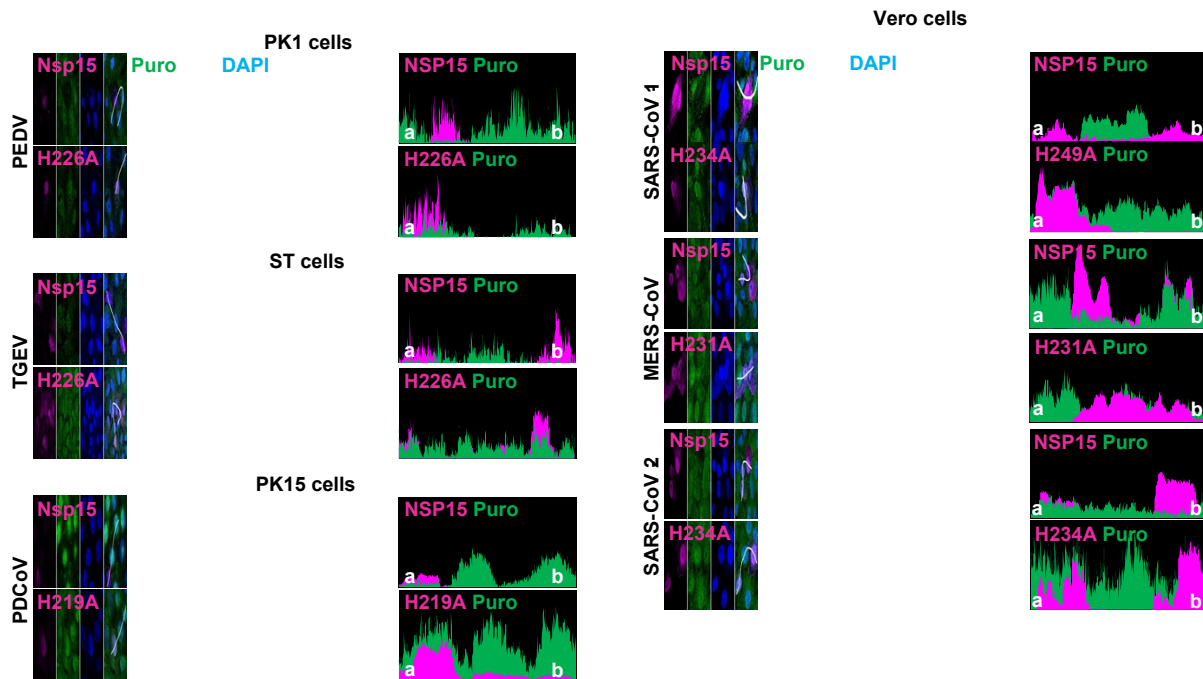 PK1 cells
PEDV
Nsp15 Puro DAPI
NSP15 Puro
a b
H226A
H226A Puro
a b
ST cells
TGEV
Nsp15
NSP15 Puro
a b
H226A
H226A Puro
a b
PK15 cells
PDCoV
Nsp15
NSP15 Puro
a b
H219A
H219A Puro
a b
Vero cells
SARS-CoV 1
Nsp15 Puro DAPI
NSP15 Puro
a b
H234A
H249A Puro
a b
MERS-CoV
Nsp15
NSP15 Puro
a b
H231A
H231A Puro
a b
SARS-CoV 2
Nsp15
NSP15 Puro
a b
H234A
H234A Puro
a b